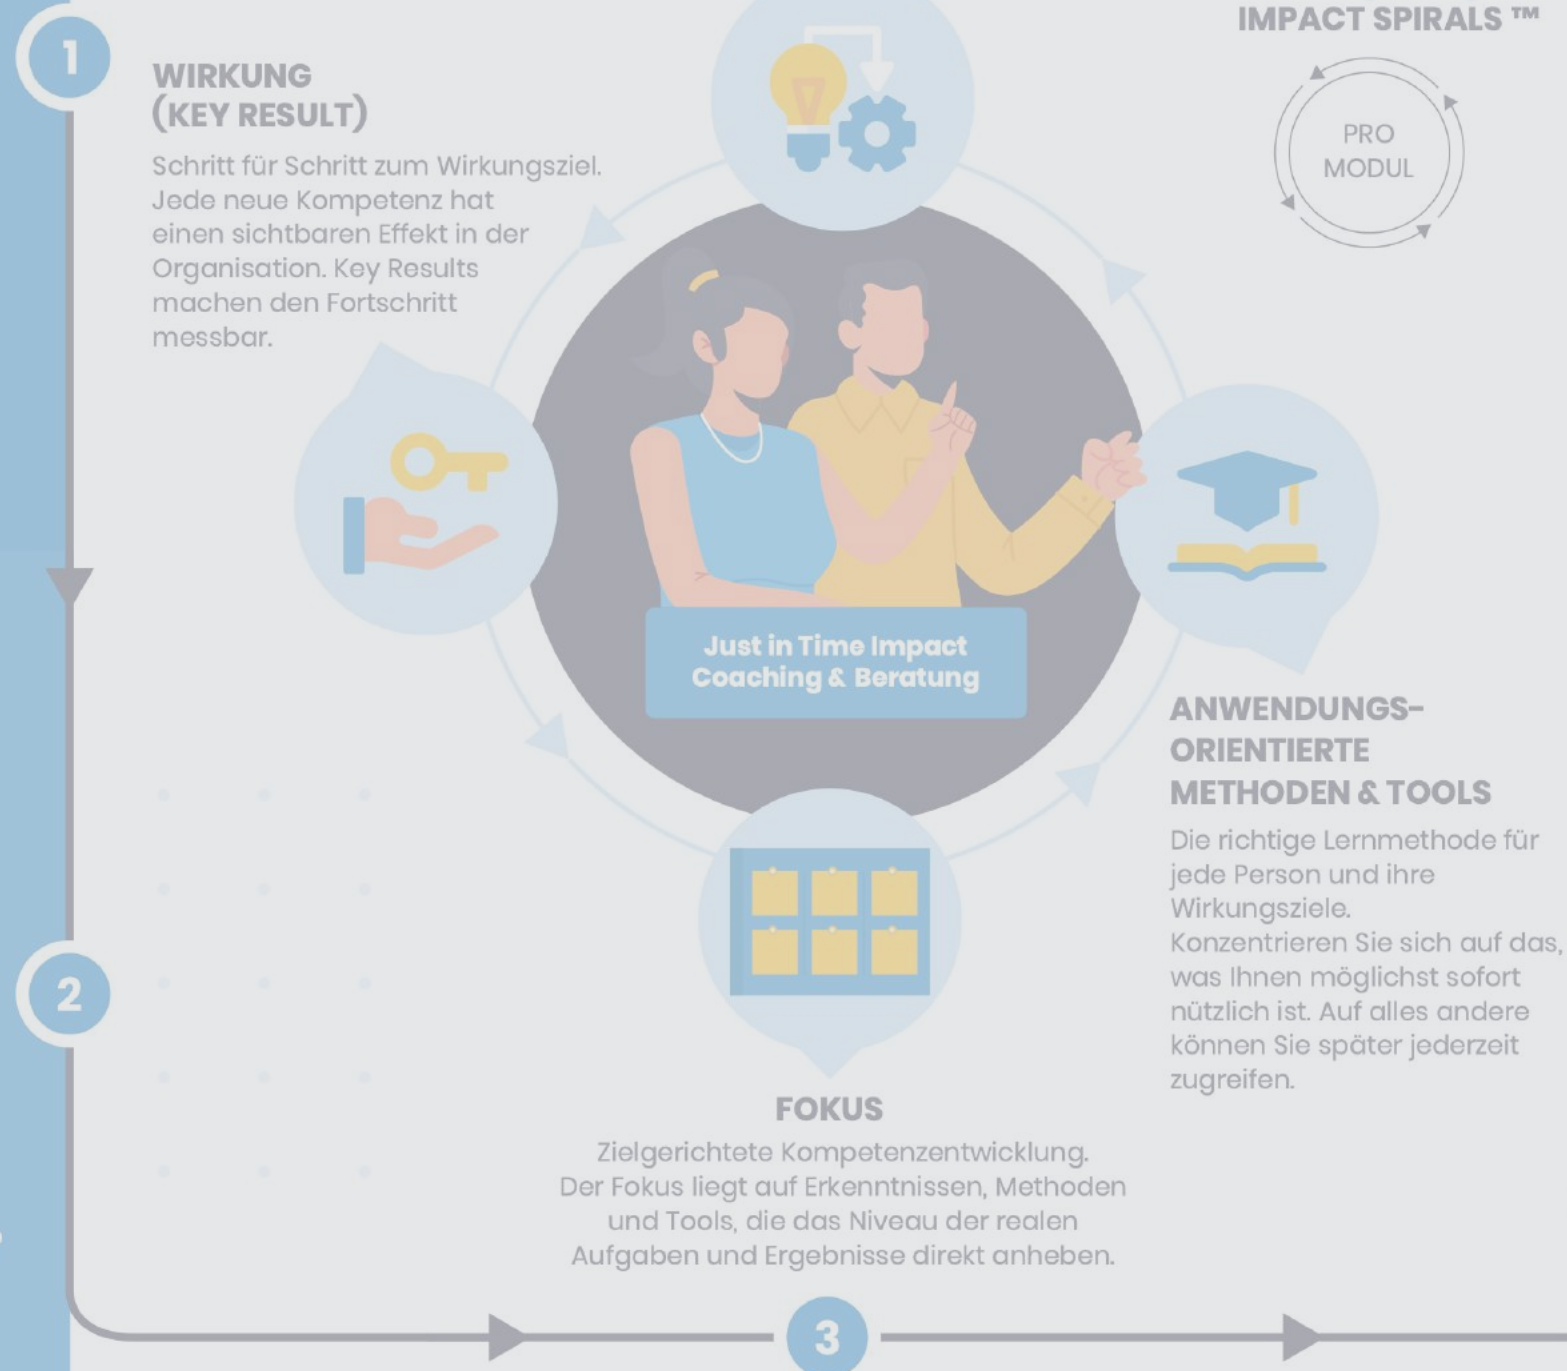 1
WIRKUNG
(KEY RESULT)
Schritt für Schritt zum Wirkungsziel.
Jede neue Kompetenz hat
einen sichtbaren Effekt in der
Organisation. Key Results
machen den Fortschritt
messbar.
IMPACT SPIRALS ™
PRO
MODUL
Just in Time Impact
Coaching & Beratung
ANWENDUNGS-
ORIENTIERTE
METHODEN & TOOLS
Die richtige Lernmethode für
jede Person und ihre
Wirkungsziele.
Konzentrieren Sie sich auf das,
was Ihnen möglichst sofort
nützlich ist. Auf alles andere
können Sie später jederzeit
zugreifen.
2
FOKUS
Zielgerichtete Kompetenzentwicklung.
Der Fokus liegt auf Erkenntnissen, Methoden
und Tools, die das Niveau der realen
Aufgaben und Ergebnisse direkt anheben.
3